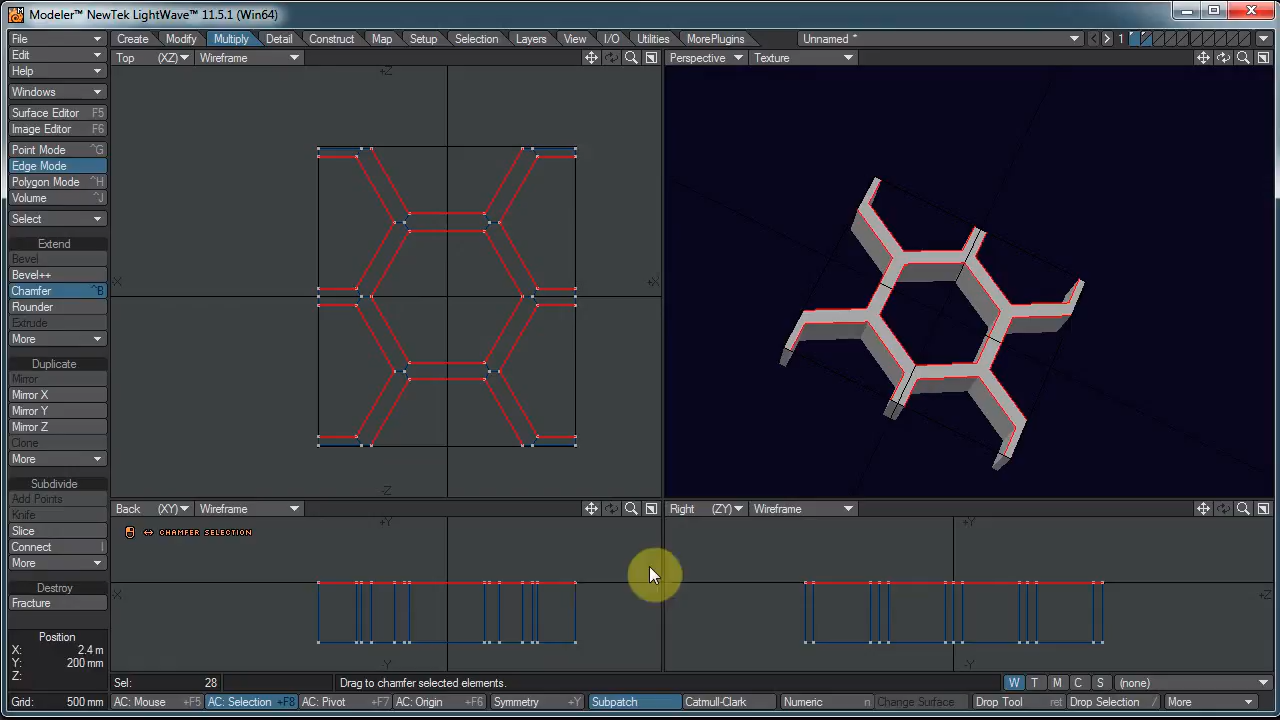 Modeler™ NewTek LightWave™ 11.5.1 (Win64)
File
Create Modify Multiply Detail Construct Map Setup Selection Layers View I/O Utilities MorePlugins Unnamed * 1
Edit
Help
Top (XZ) Wireframe
Perspective Texture
Windows
Surface Editor F5
Image Editor F6
Point Mode ^G
Edge Mode
Polygon Mode ^H
Volume ^J
Select
Extend
Bevel
Bevel++
Chamfer ^B
Rounder
Extrude
More
Duplicate
Mirror
Mirror X
Mirror Y
Mirror Z
Clone
More
Subdivide
Add Points
Knife
Slice
Connect l
More
Destroy
Fracture
Position
X: 2.4 m
Y: 200 mm
Z:
Grid: 500 mm
+Z
-X
-Z
Back (XY) Wireframe
Right (ZY) Wireframe
CHAMFER SELECTION
+Y
-X
-Y
+Y
-Z
-Y
Sel: 28 Drag to chamfer selected elements. W T M C S (none)
AC: Mouse +F5 AC: Selection +F8 AC: Pivot +F7 AC: Origin +F6 Symmetry +Y Subpatch Catmull-Clark Numeric n Change Surface Drop Tool Drop Selection / More